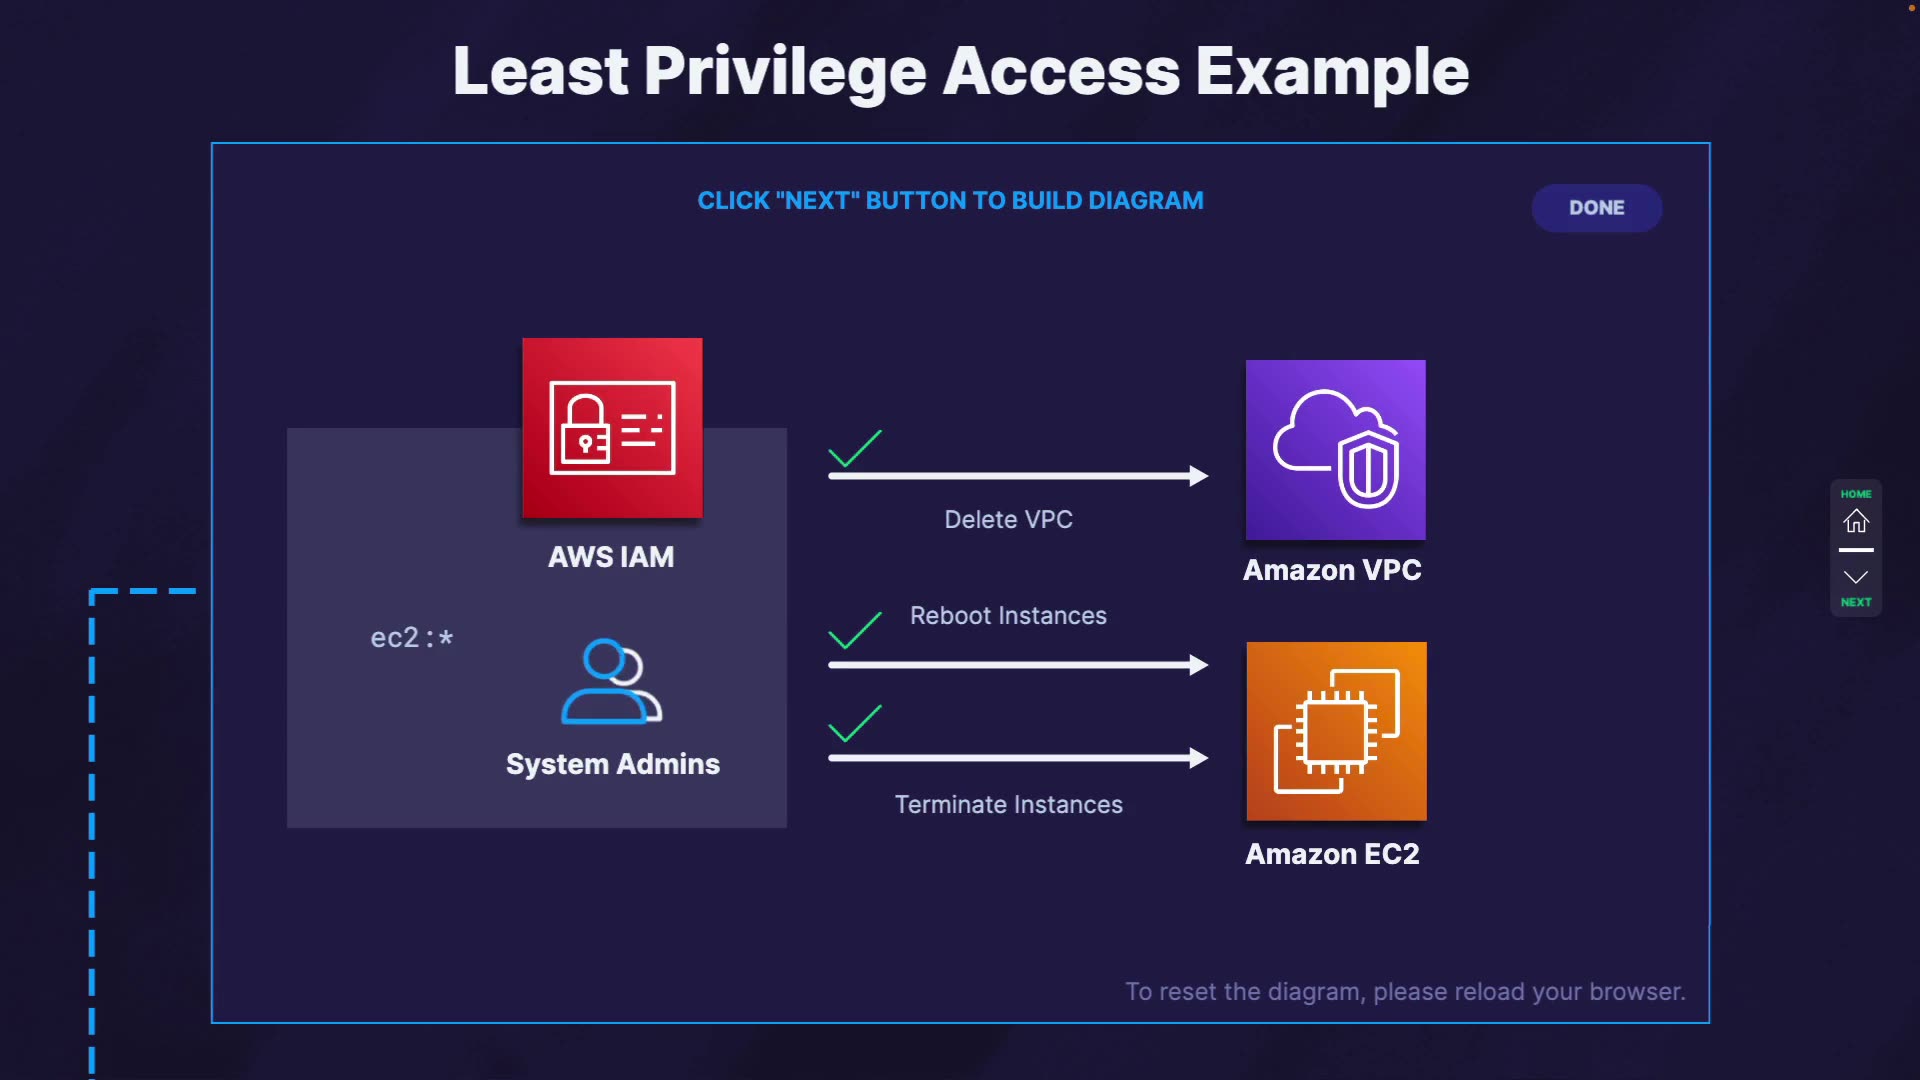 Least Privilege Access Example
CLICK "NEXT" BUTTON TO BUILD DIAGRAM
DONE
AWS IAM
ec2:*
System Admins
Delete VPC
Reboot Instances
Terminate Instances
Amazon VPC
Amazon EC2
HOME
NEXT
To reset the diagram, please reload your browser.